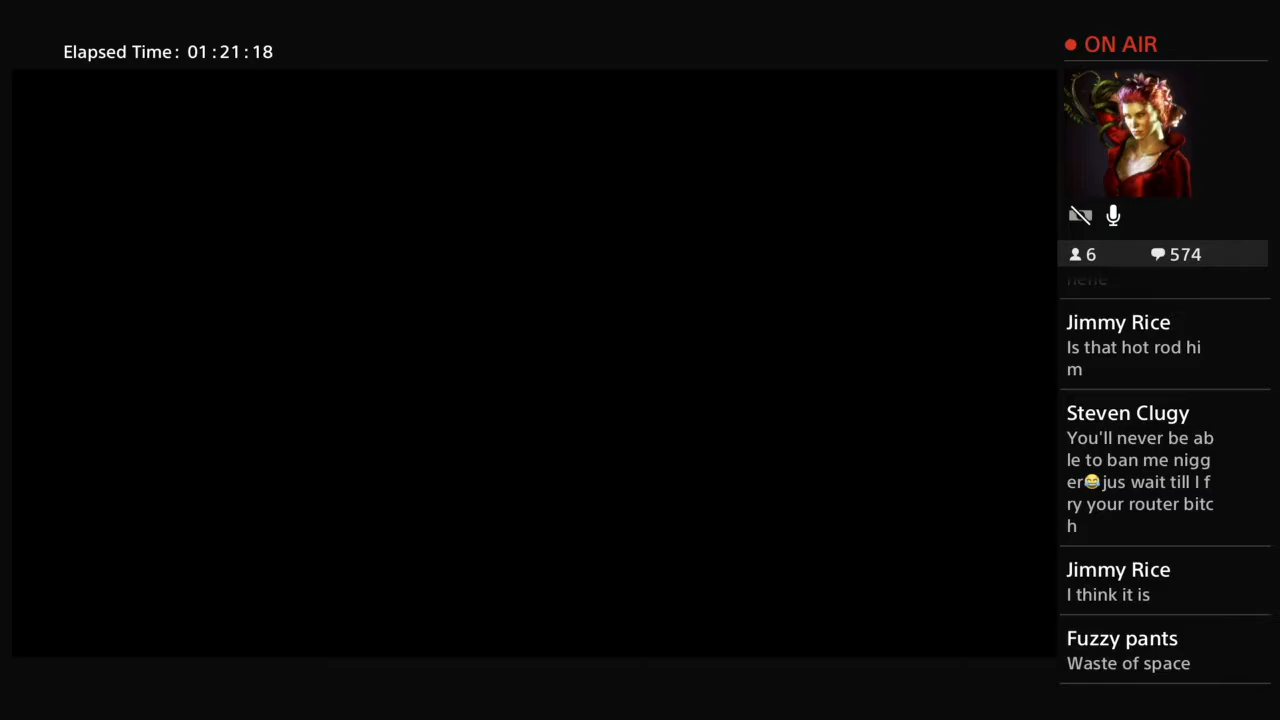 Elapsed Time: 01:21:18
ON AIR
6 574
Jimmy Rice
Is that hot rod hi
m
Steven Clugy
You'll never be ab
le to ban me nigg
er😂jus wait till I f
ry your router bitc
h
Jimmy Rice
I think it is
Fuzzy pants
Waste of space